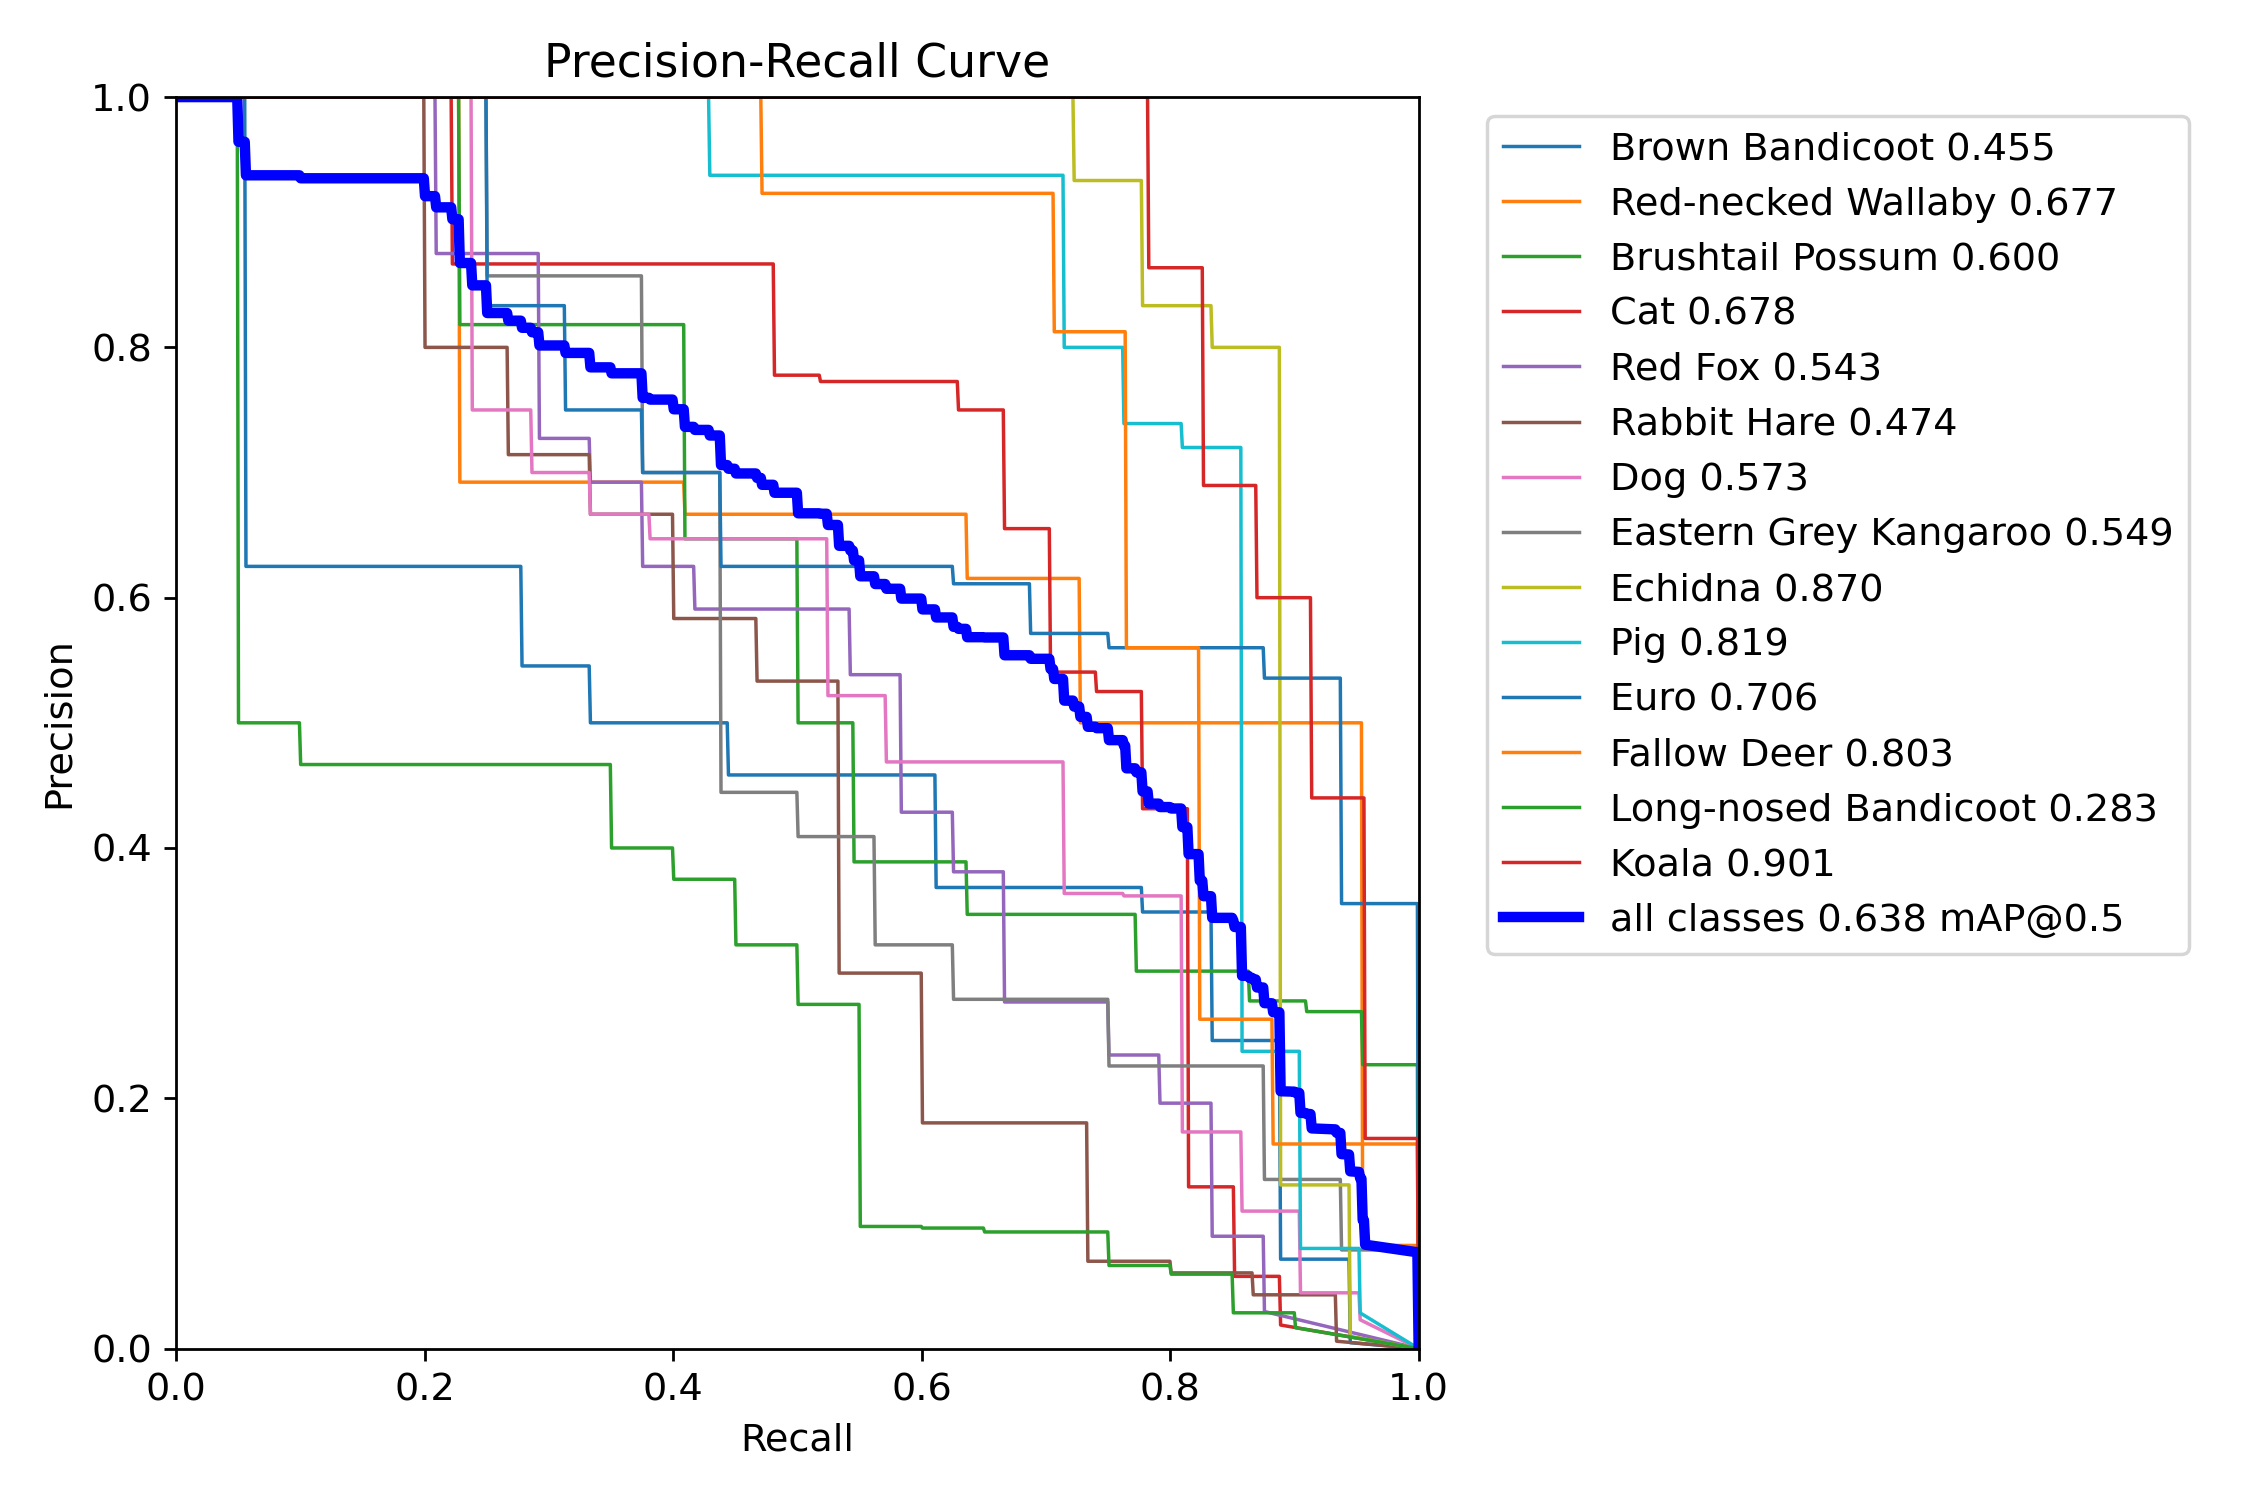 Precision-Recall Curve
1.0
0.8
0.6
0.4
0.2
0.0
Precision
0.0 0.2 0.4 0.6 0.8 1.0
Recall
Brown Bandicoot 0.455
Red-necked Wallaby 0.677
Brushtail Possum 0.600
Cat 0.678
Red Fox 0.543
Rabbit Hare 0.474
Dog 0.573
Eastern Grey Kangaroo 0.549
Echidna 0.870
Pig 0.819
Euro 0.706
Fallow Deer 0.803
Long-nosed Bandicoot 0.283
Koala 0.901
all classes 0.638 mAP@0.5